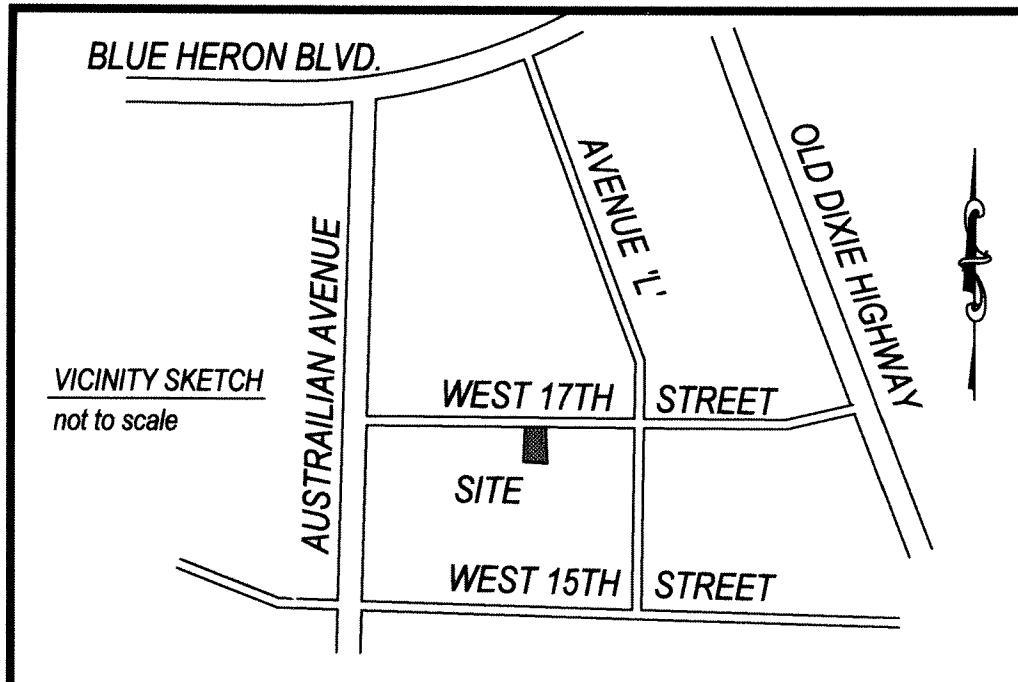 BLUE HERON BLVD.
AVENUE 'L'
OLD DIXIE HIGHWAY
AUSTRAILIAN AVENUE
VICINITY SKETCH
not to scale
WEST 17TH STREET
SITE
WEST 15TH STREET